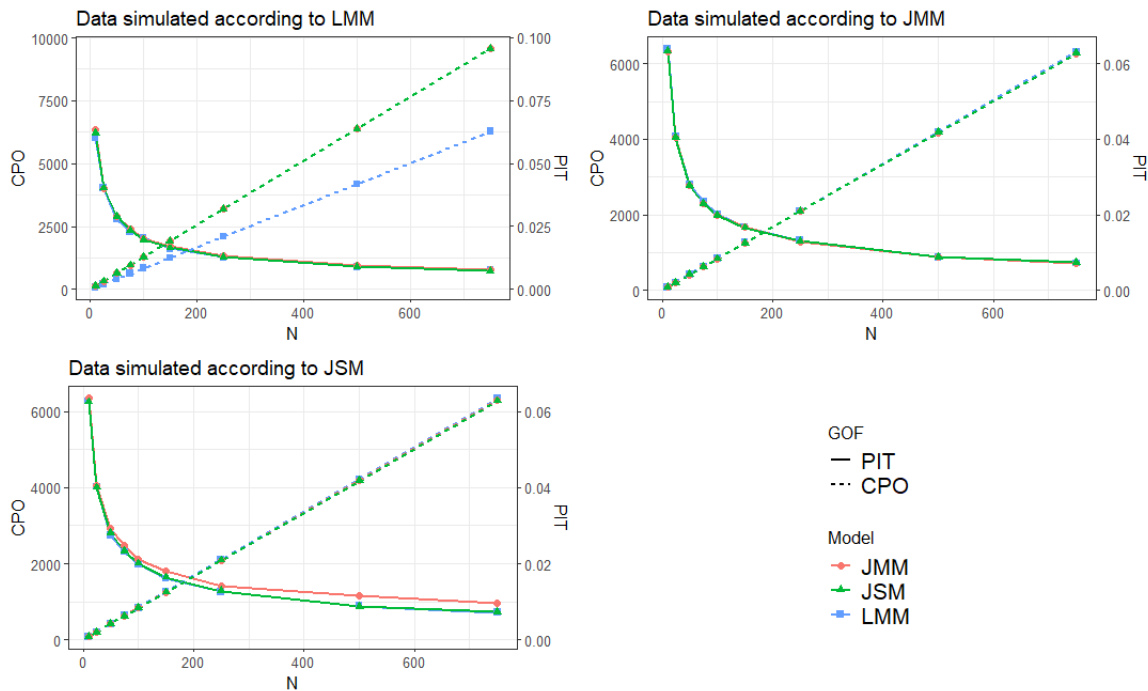 Data simulated according to LMM
10000
7500
5000
2500
0
CPO
0.100
0.075
0.050
0.025
0.000
PIT
0
200
400
600
N
Data simulated according to JMM
6000
4000
2000
0
CPO
0.06
0.04
0.02
0.00
PIT
0
200
400
600
N
Data simulated according to JSM
6000
4000
2000
0
CPO
0.06
0.04
0.02
0.00
PIT
0
200
400
600
N
GOF
PIT
CPO
Model
JMM
JSM
LMM